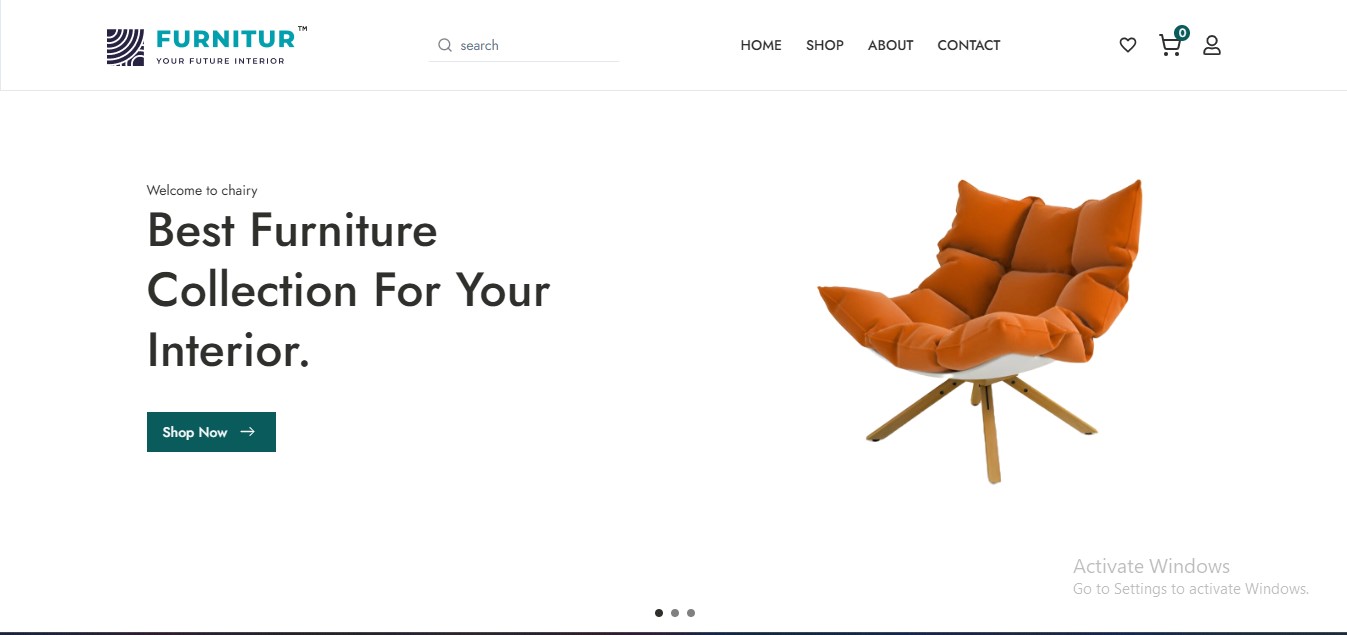 FURNITUR™
YOUR FUTURE INTERIOR
search
HOME SHOP ABOUT CONTACT
0
Welcome to chairy
Best Furniture
Collection For Your
Interior.
Shop Now
Activate Windows
Go to Settings to activate Windows.